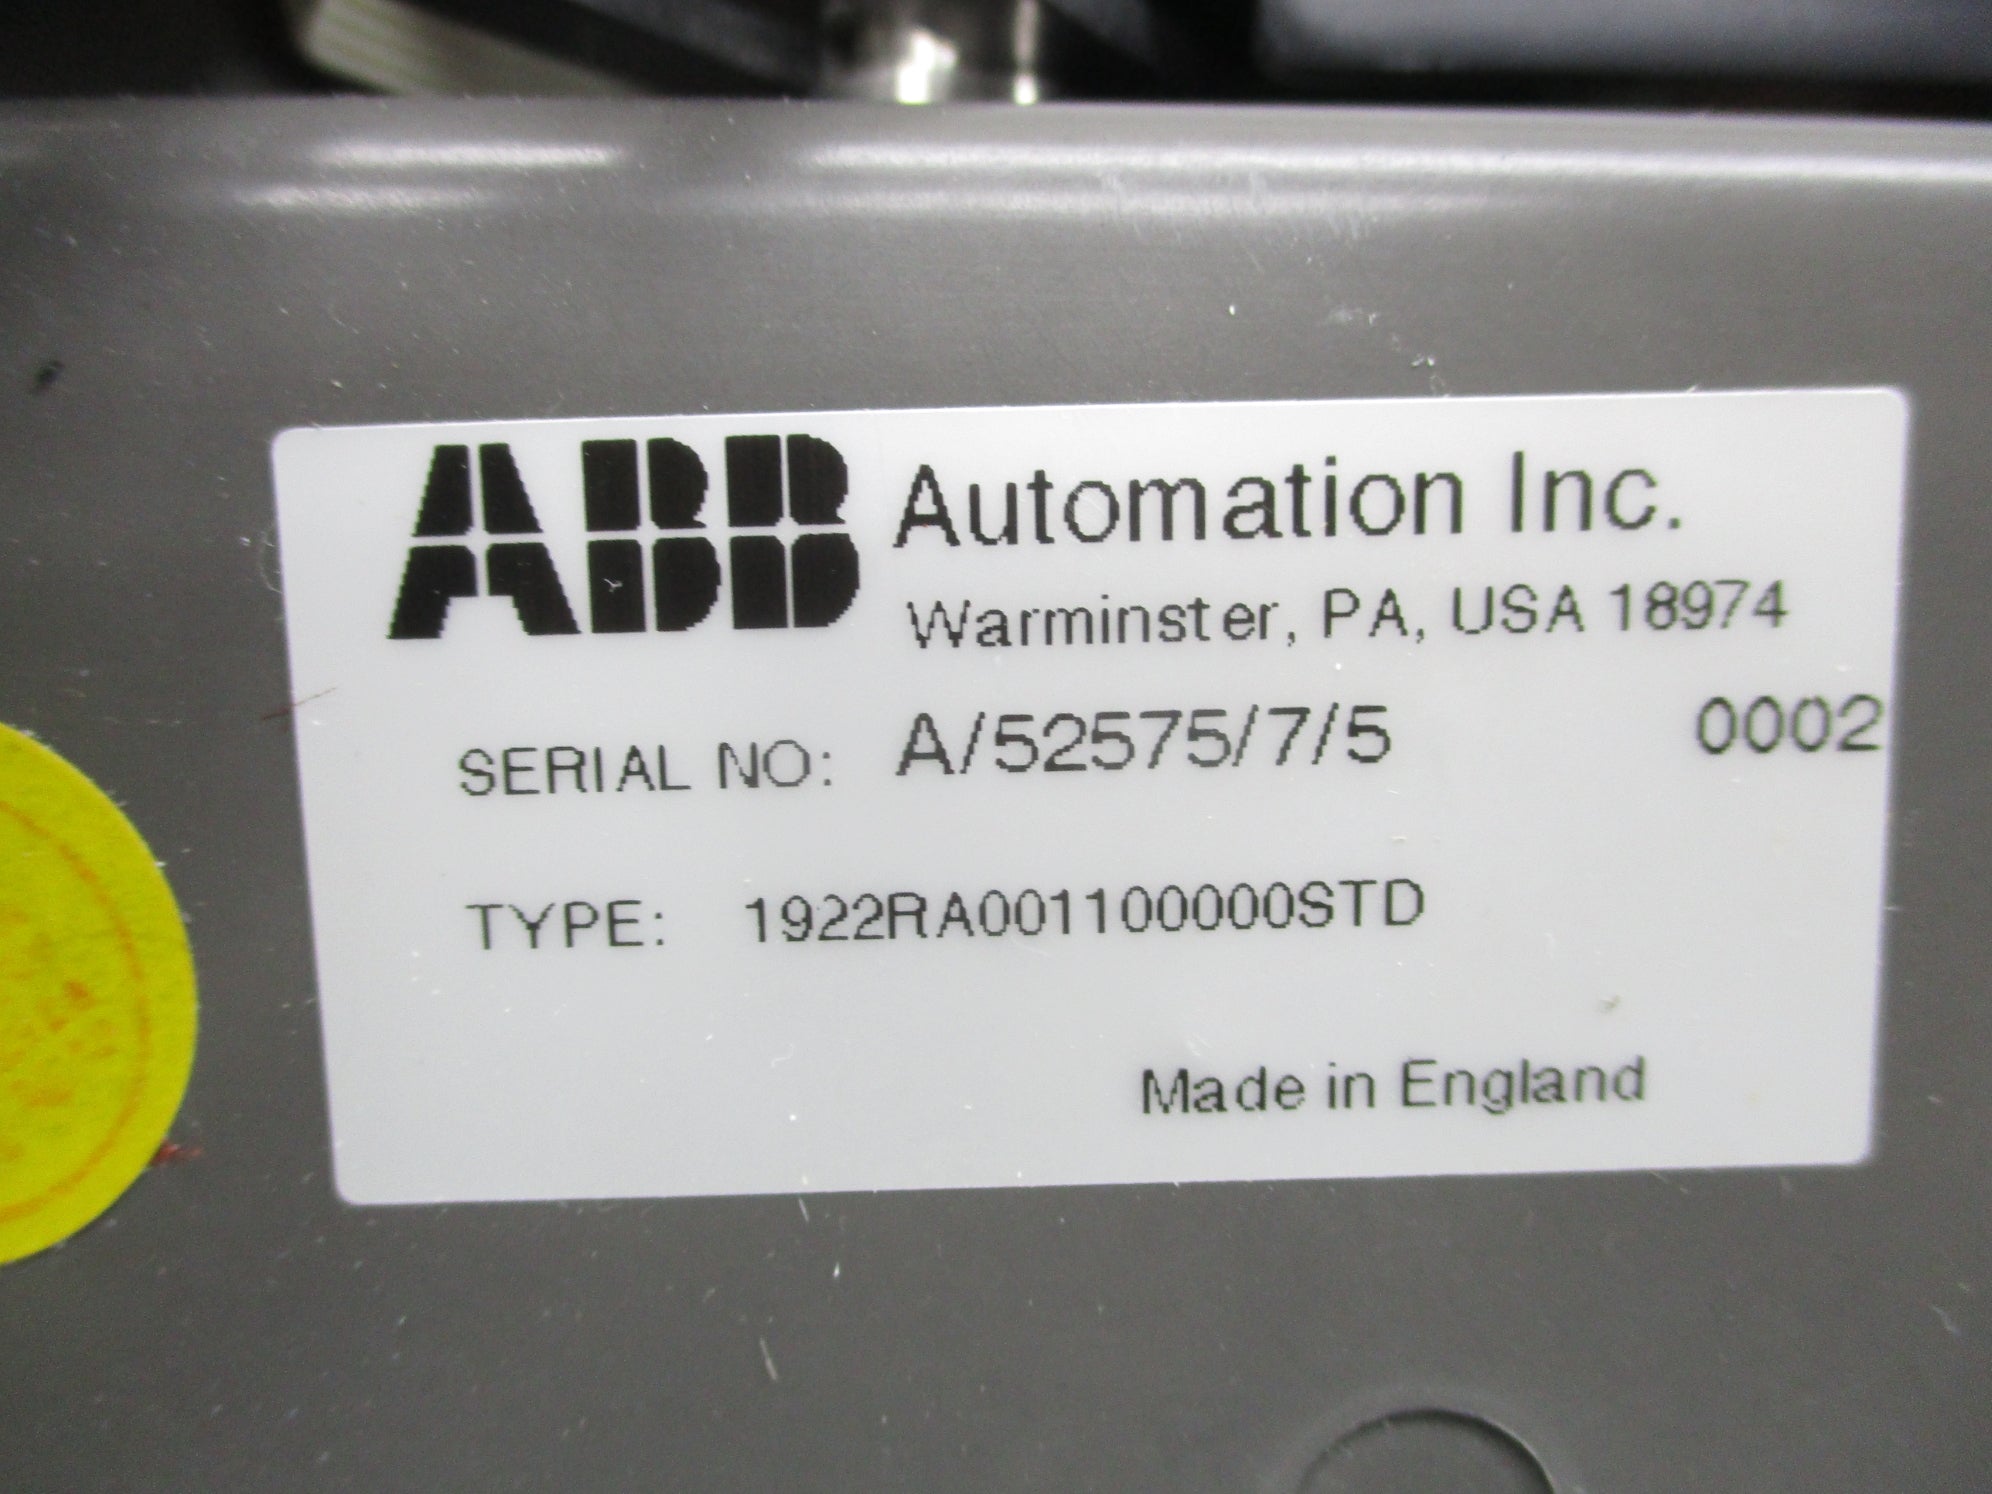 ABB Automation Inc.
Warminster, PA, USA 18974
SERIAL NO: A/52575/7/5 0002
TYPE: 1922RA001100000STD
Made in England